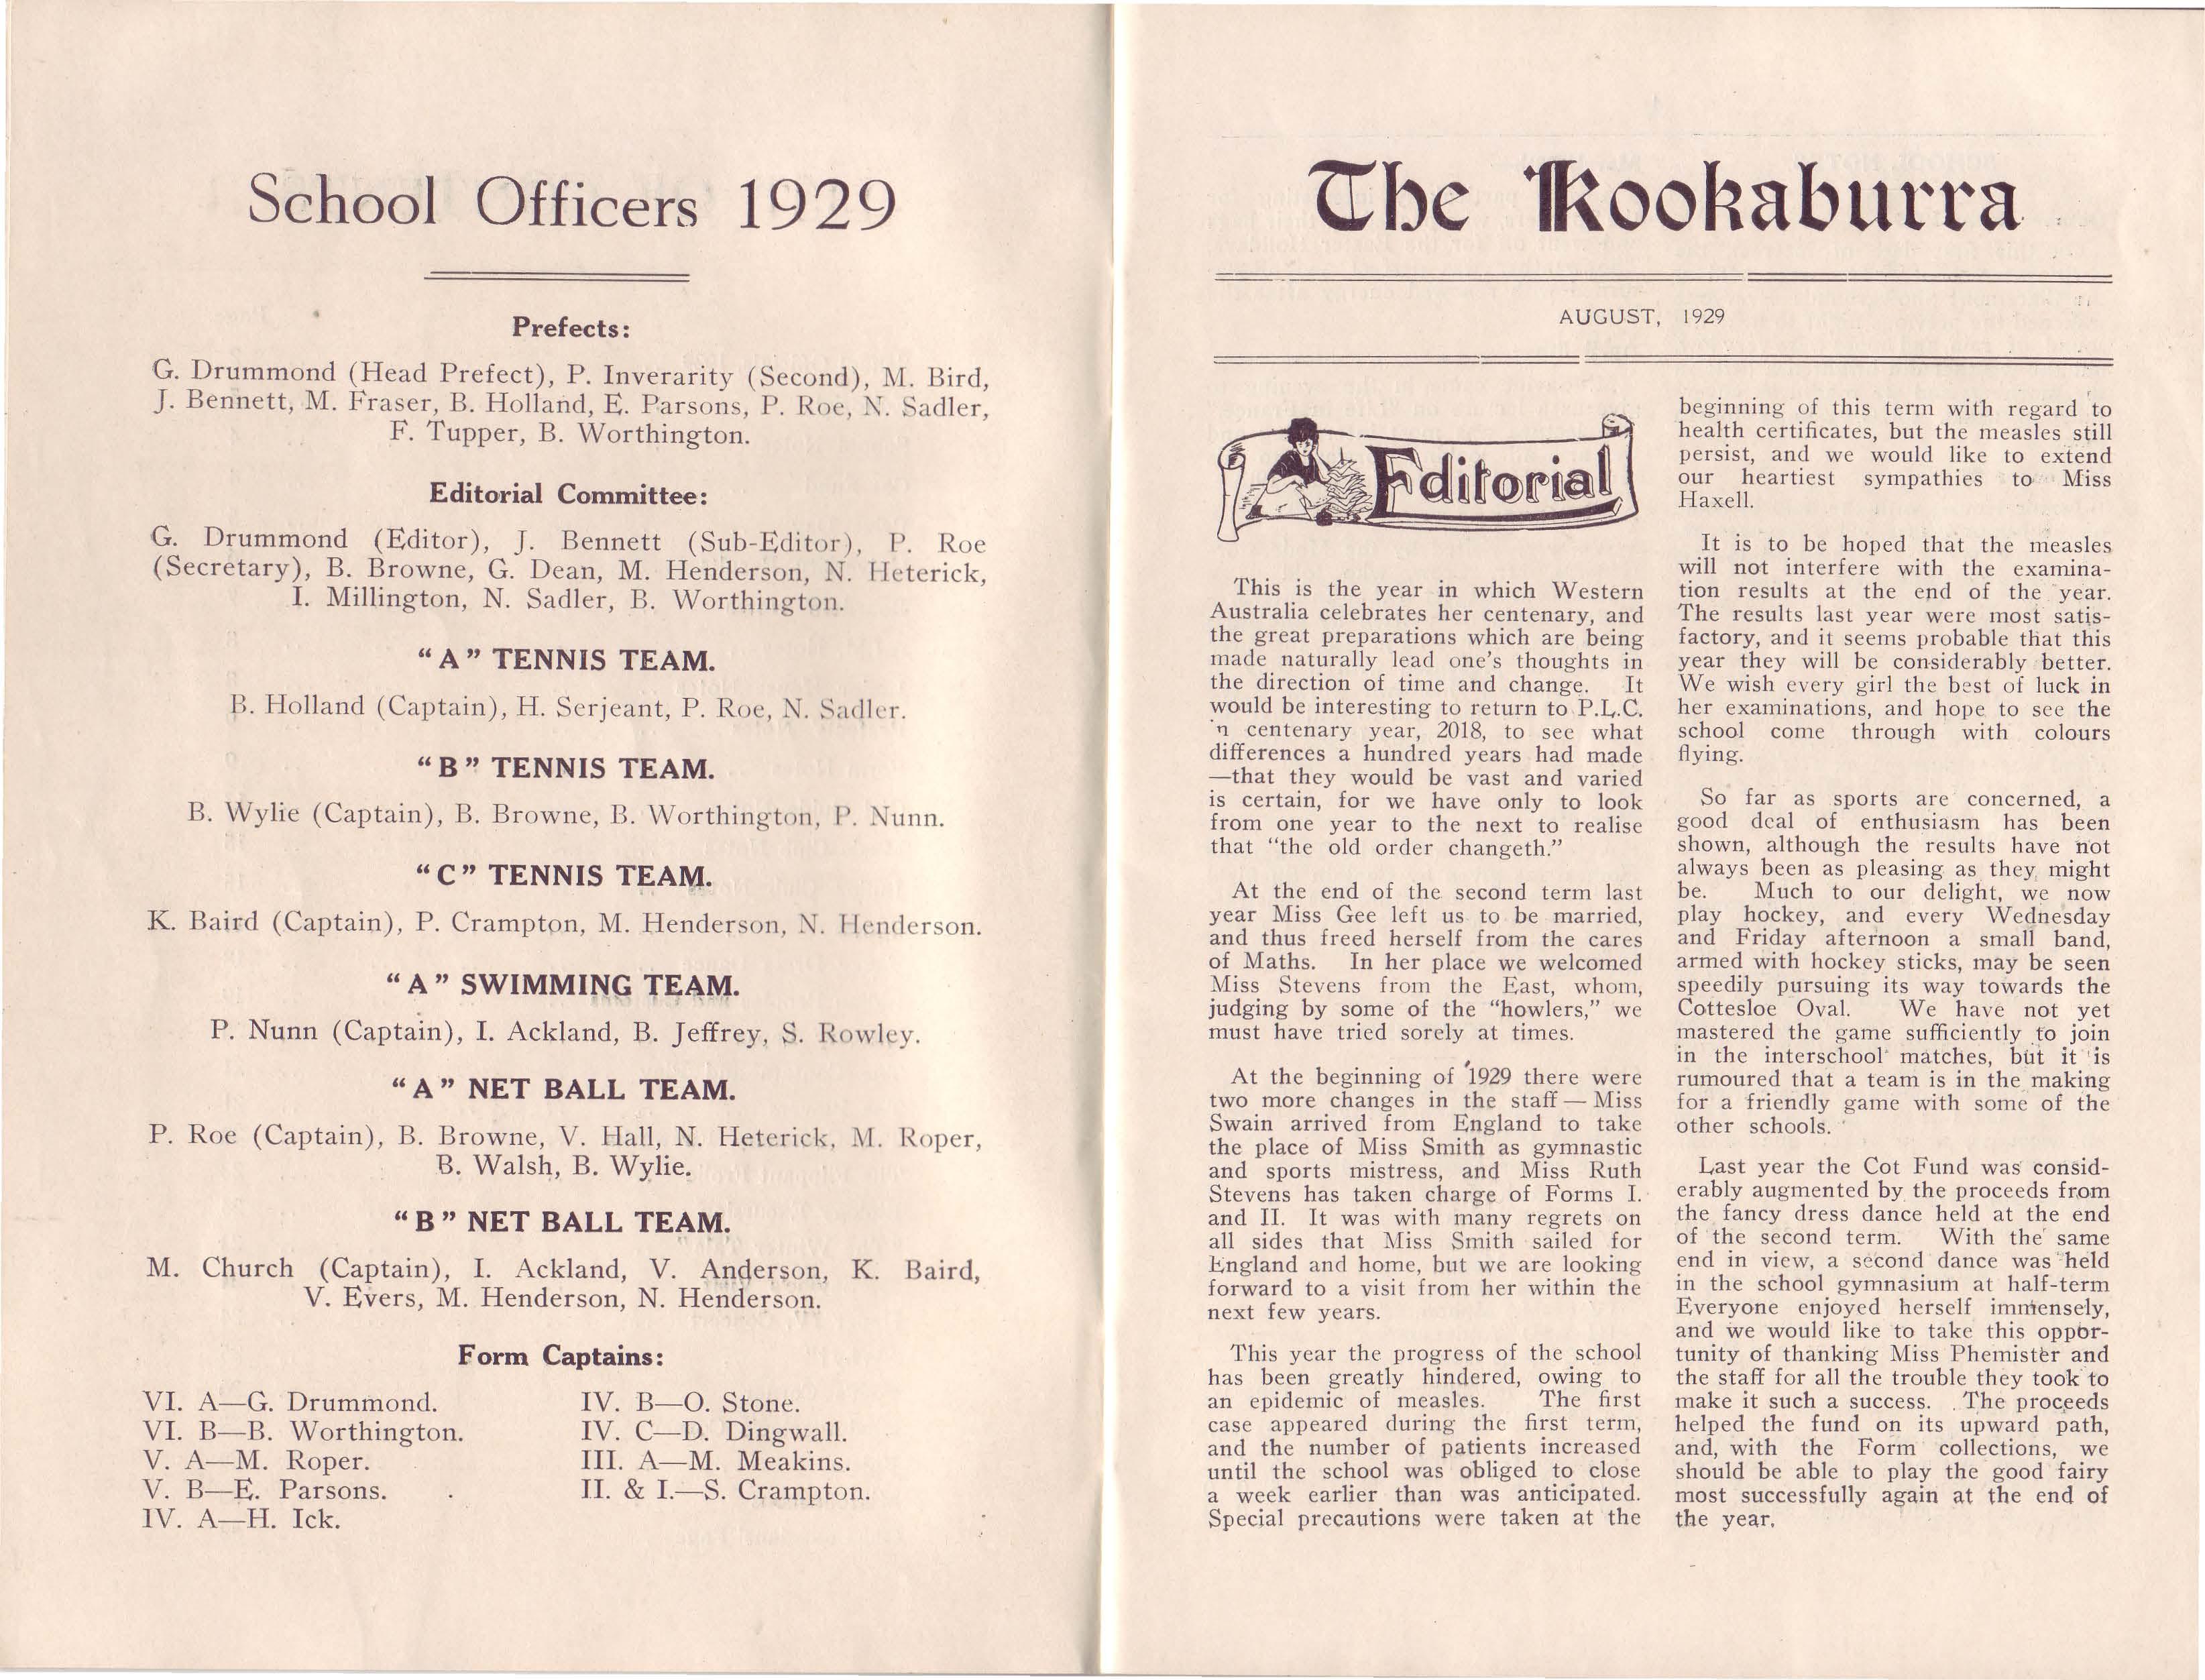 School Officers 1929
Prefects:
G. Drummond (Head Prefect), P. Inverarity (Second), M. Bird,
J. Bennett, M. Fraser, B. Holland, E. Parsons, P. Roe, N. Sadler,
F. Tupper, B. Worthington.
Editorial Committee:
G. Drummond (Editor), J. Bennett (Sub-Editor), P. Roe
(Secretary), B. Browne, G. Dean, M. Henderson, N. Heterick,
I. Millington, N. Sadler, B. Worthington.
“A” TENNIS TEAM.
B. Holland (Captain), H. Serjeant, P. Roe, N. Sadler.
“B” TENNIS TEAM.
B. Wylie (Captain), B. Browne, B. Worthington, P. Nunn.
“C” TENNIS TEAM.
K. Baird (Captain), P. Crampton, M. Henderson, N. Henderson.
“A” SWIMMING TEAM.
P. Nunn (Captain), I. Ackland, B. Jeffrey, S. Rowley.
“A” NET BALL TEAM.
P. Roe (Captain), B. Browne, V. Hall, N. Heterick, M. Roper,
B. Walsh, B. Wylie.
“B” NET BALL TEAM.
M. Church (Captain), I. Ackland, V. Anderson, K. Baird,
V. Evers, M. Henderson, N. Henderson.
Form Captains:
VI. A—G. Drummond.
VI. B—B. Worthington.
V. A—M. Roper.
V. B—E. Parsons.
IV. A—H. Ick.
IV. B—O. Stone.
IV. C—D. Dingwall.
III. A—M. Meakins.
II. & I.—S. Crampton.
The Kookaburra
AUGUST, 1929
Editorial
This is the year in which Western
Australia celebrates her centenary, and
the great preparations which are being
made naturally lead one's thoughts in
the direction of time and change. It
would be interesting to return to P.L.C.
'n centenary year, 2018, to see what
differences a hundred years had made
—that they would be vast and varied
is certain, for we have only to look
from one year to the next to realise
that “the old order changeth.”
At the end of the second term last
year Miss Gee left us to be married,
and thus freed herself from the cares
of Maths. In her place we welcomed
Miss Stevens from the East, whom,
judging by some of the “howlers,” we
must have tried sorely at times.
At the beginning of 1929 there were
two more changes in the staff — Miss
Swain arrived from England to take
the place of Miss Smith as gymnastic
and sports mistress, and Miss Ruth
Stevens has taken charge of Forms I.
and II. It was with many regrets on
all sides that Miss Smith sailed for
England and home, but we are looking
forward to a visit from her within the
next few years.
This year the progress of the school
has been greatly hindered, owing to
an epidemic of measles. The first
case appeared during the first term,
and the number of patients increased
until the school was obliged to close
a week earlier than was anticipated.
Special precautions were taken at the
beginning of this term with regard to
health certificates, but the measles still
persist, and we would like to extend
our heartiest sympathies to Miss
Haxell.
It is to be hoped that the measles
will not interfere with the examina-
tion results at the end of the year.
The results last year were most satis-
factory, and it seems probable that this
year they will be considerably better.
We wish every girl the best of luck in
her examinations, and hope to see the
school come through with colours
flying.
So far as sports are concerned, a
good deal of enthusiasm has been
shown, although the results have not
always been as pleasing as they might
be. Much to our delight, we now
play hockey, and every Wednesday
and Friday afternoon a small band,
armed with hockey sticks, may be seen
speedily pursuing its way towards the
Cottesloe Oval. We have not yet
mastered the game sufficiently to join
in the interschool matches, but it is
rumoured that a team is in the making
for a friendly game with some of the
other schools.
Last year the Cot Fund was consid-
erably augmented by the proceeds from
the fancy dress dance held at the end
of the second term. With the same
end in view, a second dance was held
in the school gymnasium at half-term
Everyone enjoyed herself immensely,
and we would like to take this oppor-
tunity of thanking Miss Phemister and
the staff for all the trouble they took to
make it such a success. The proceeds
helped the fund on its upward path,
and, with the Form collections, we
should be able to play the good fairy
most successfully again at the end of
the year.